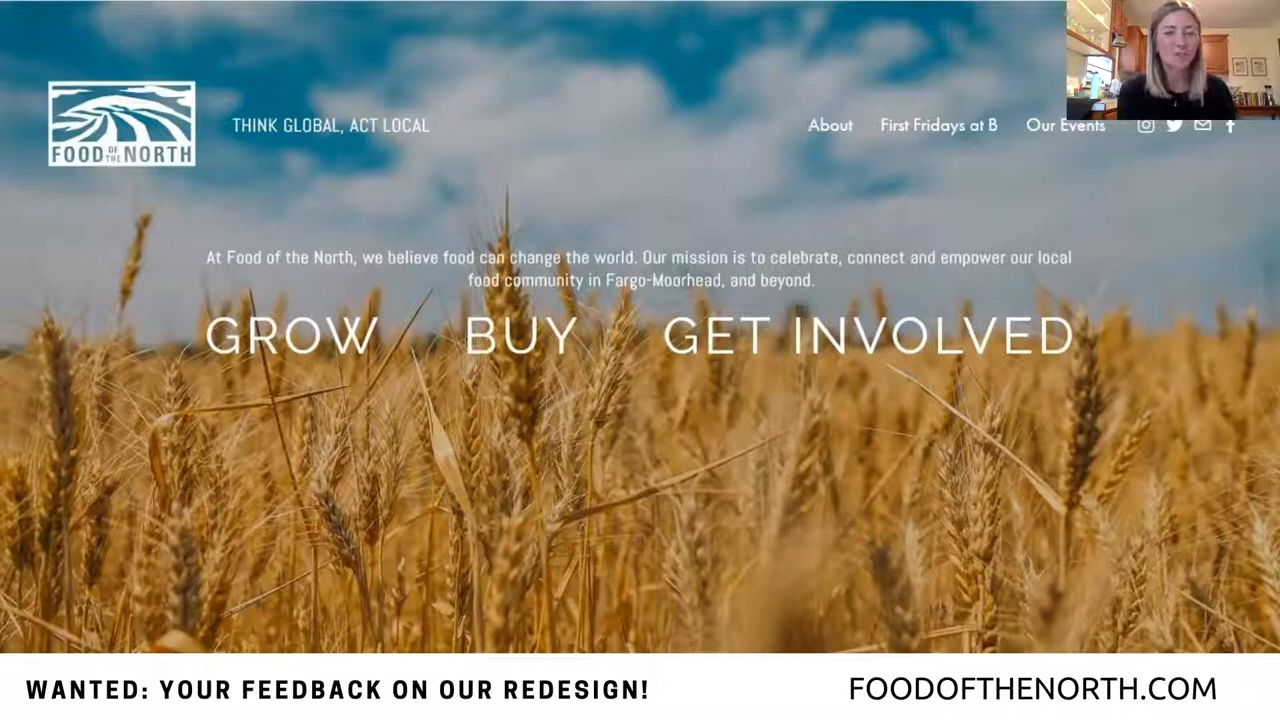 FOOD OF THE NORTH
THINK GLOBAL, ACT LOCAL
About First Fridays at B Our Events
At Food of the North, we believe food can change the world. Our mission is to celebrate, connect and empower our local
food community in Fargo-Moorhead, and beyond.
GROW BUY GET INVOLVED
WANTED: YOUR FEEDBACK ON OUR REDESIGN!
FOODOFTHENORTH.COM